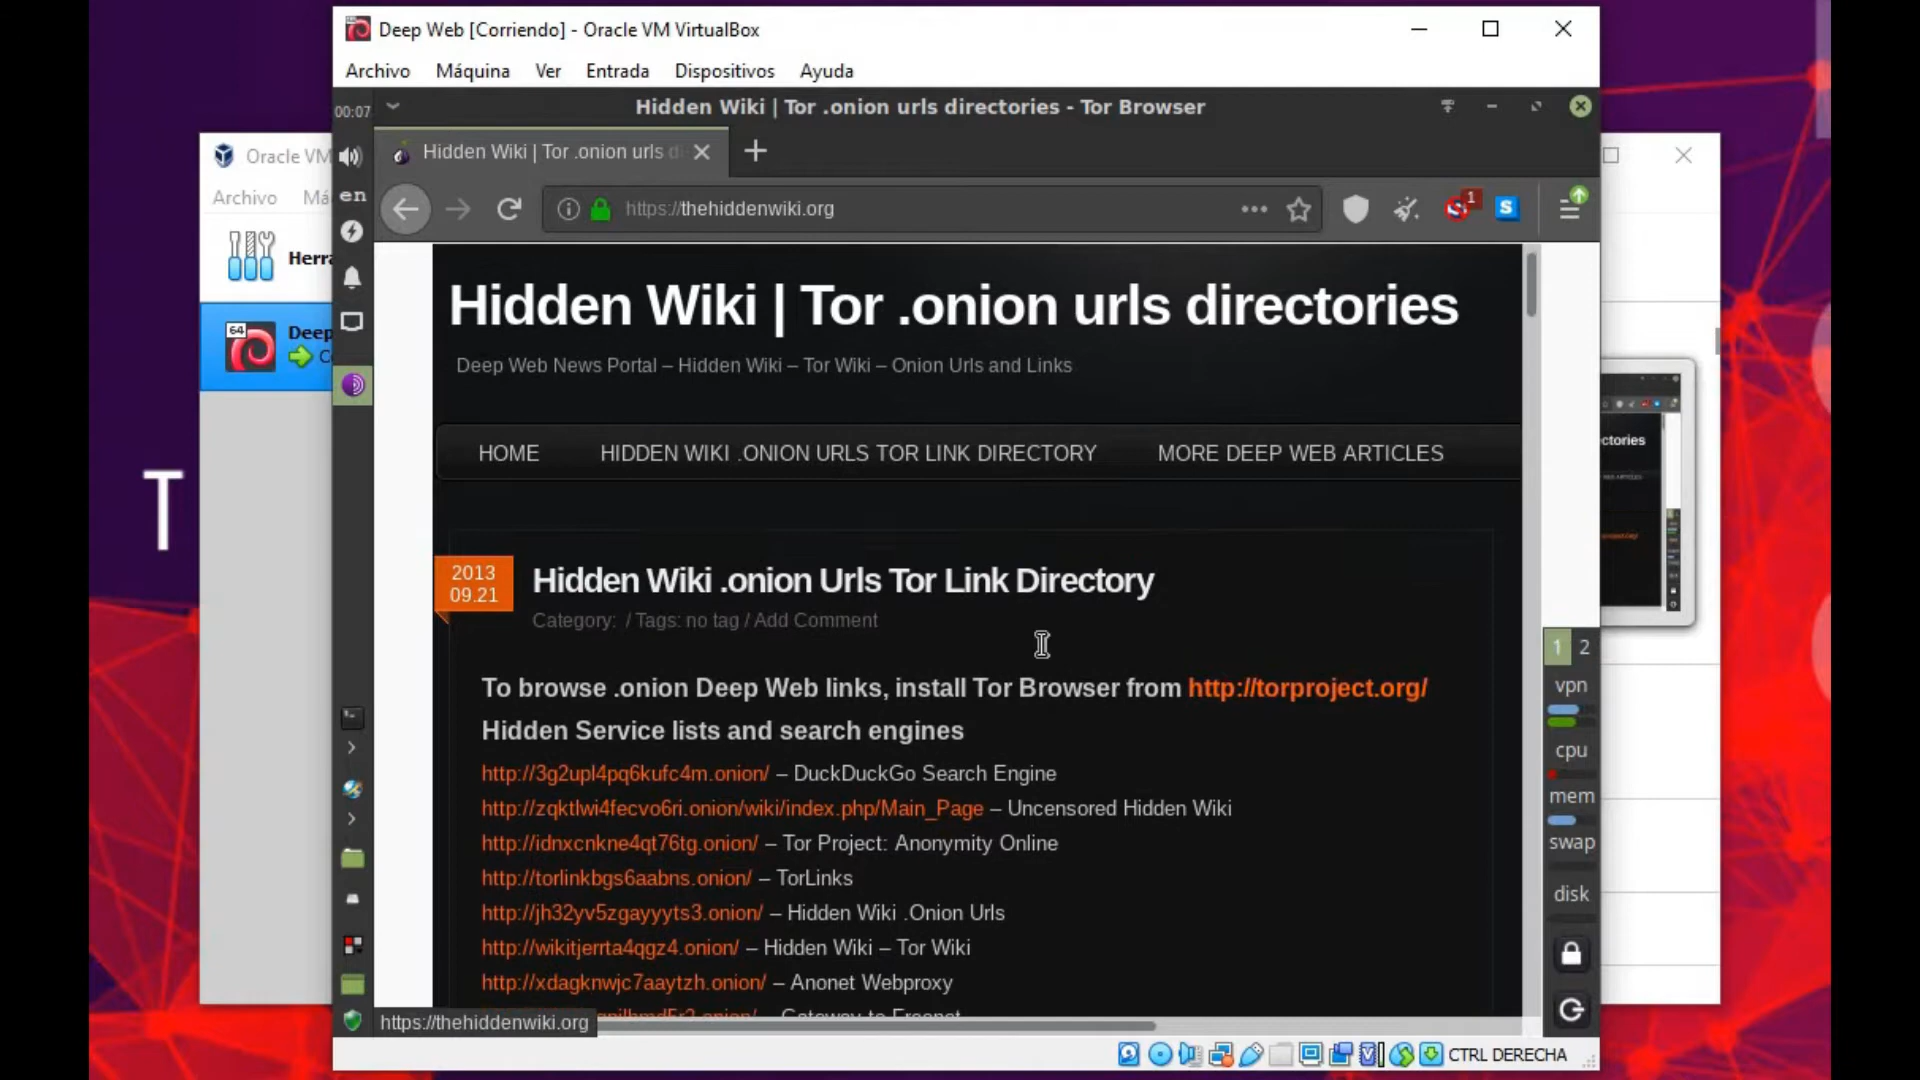 Deep Web [Corriendo] - Oracle VM VirtualBox
Archivo Máquina Ver Entrada Dispositivos Ayuda
00:07
Hidden Wiki | Tor .onion urls directories - Tor Browser
Oracle VM
Hidden Wiki | Tor .onion urls d
Archivo
en
https://thehiddenwiki.org
1
S
Herra
Hidden Wiki | Tor .onion urls directories
64
Deep
Deep Web News Portal – Hidden Wiki – Tor Wiki – Onion Urls and Links
ctories
HOME HIDDEN WIKI .ONION URLS TOR LINK DIRECTORY MORE DEEP WEB ARTICLES
T
2013
09.21
Hidden Wiki .onion Urls Tor Link Directory
Category: / Tags: no tag / Add Comment
1 2
To browse .onion Deep Web links, install Tor Browser from http://torproject.org/
vpn
Hidden Service lists and search engines
cpu
http://3g2upl4pq6kufc4m.onion/ – DuckDuckGo Search Engine
mem
http://zqktlwi4fecvo6ri.onion/wiki/index.php/Main_Page – Uncensored Hidden Wiki
swap
http://idnxcnkne4qt76tg.onion/ – Tor Project: Anonymity Online
http://torlinkbgs6aabns.onion/ – TorLinks
disk
http://jh32yv5zgayyyts3.onion/ – Hidden Wiki .Onion Urls
http://wikitjerrta4qgz4.onion/ – Hidden Wiki – Tor Wiki
http://xdagknwjc7aaytzh.onion/ – Anonet Webproxy
https://thehiddenwiki.org
CTRL DERECHA